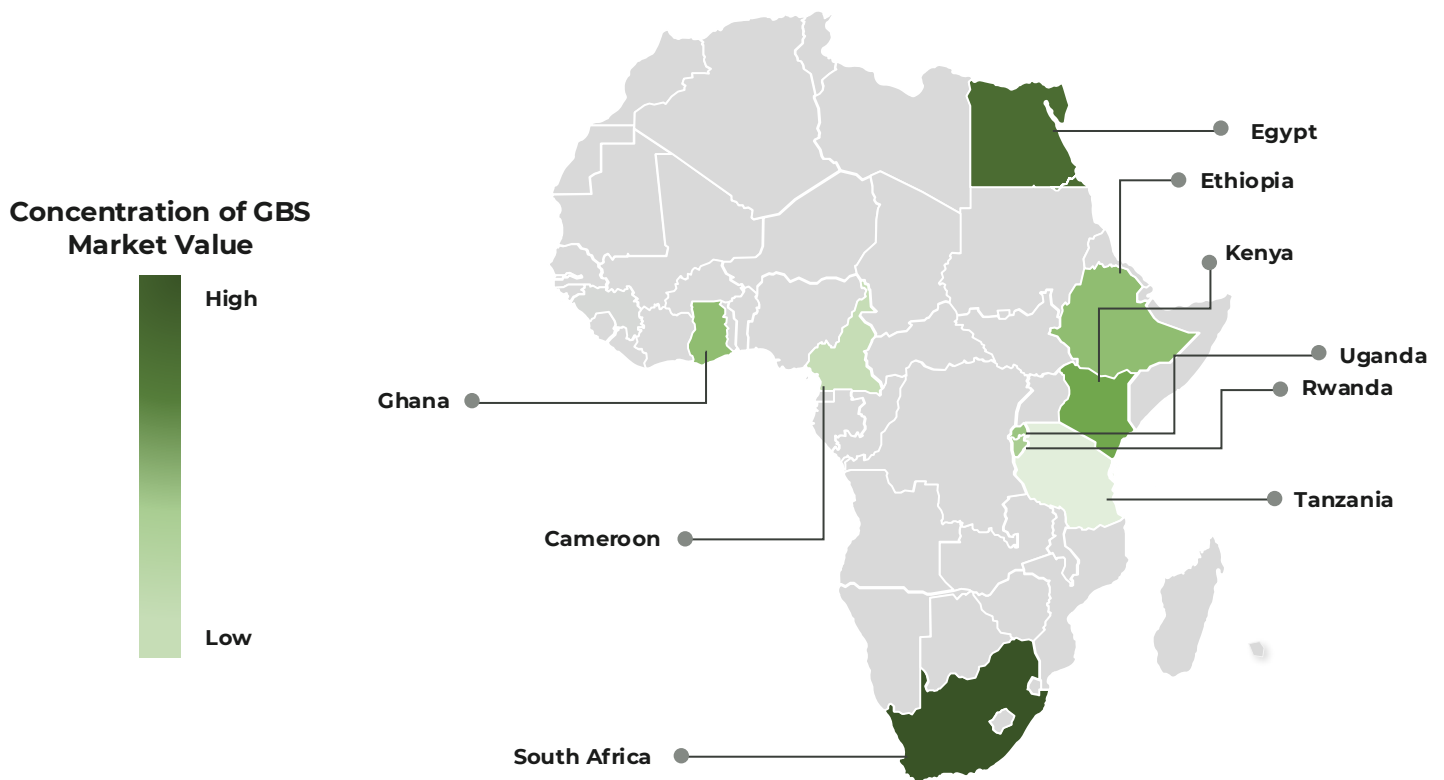 Concentration of GBS
Market Value
High
Low
Egypt
Ethiopia
Kenya
Uganda
Rwanda
Ghana
Tanzania
Cameroon
South Africa